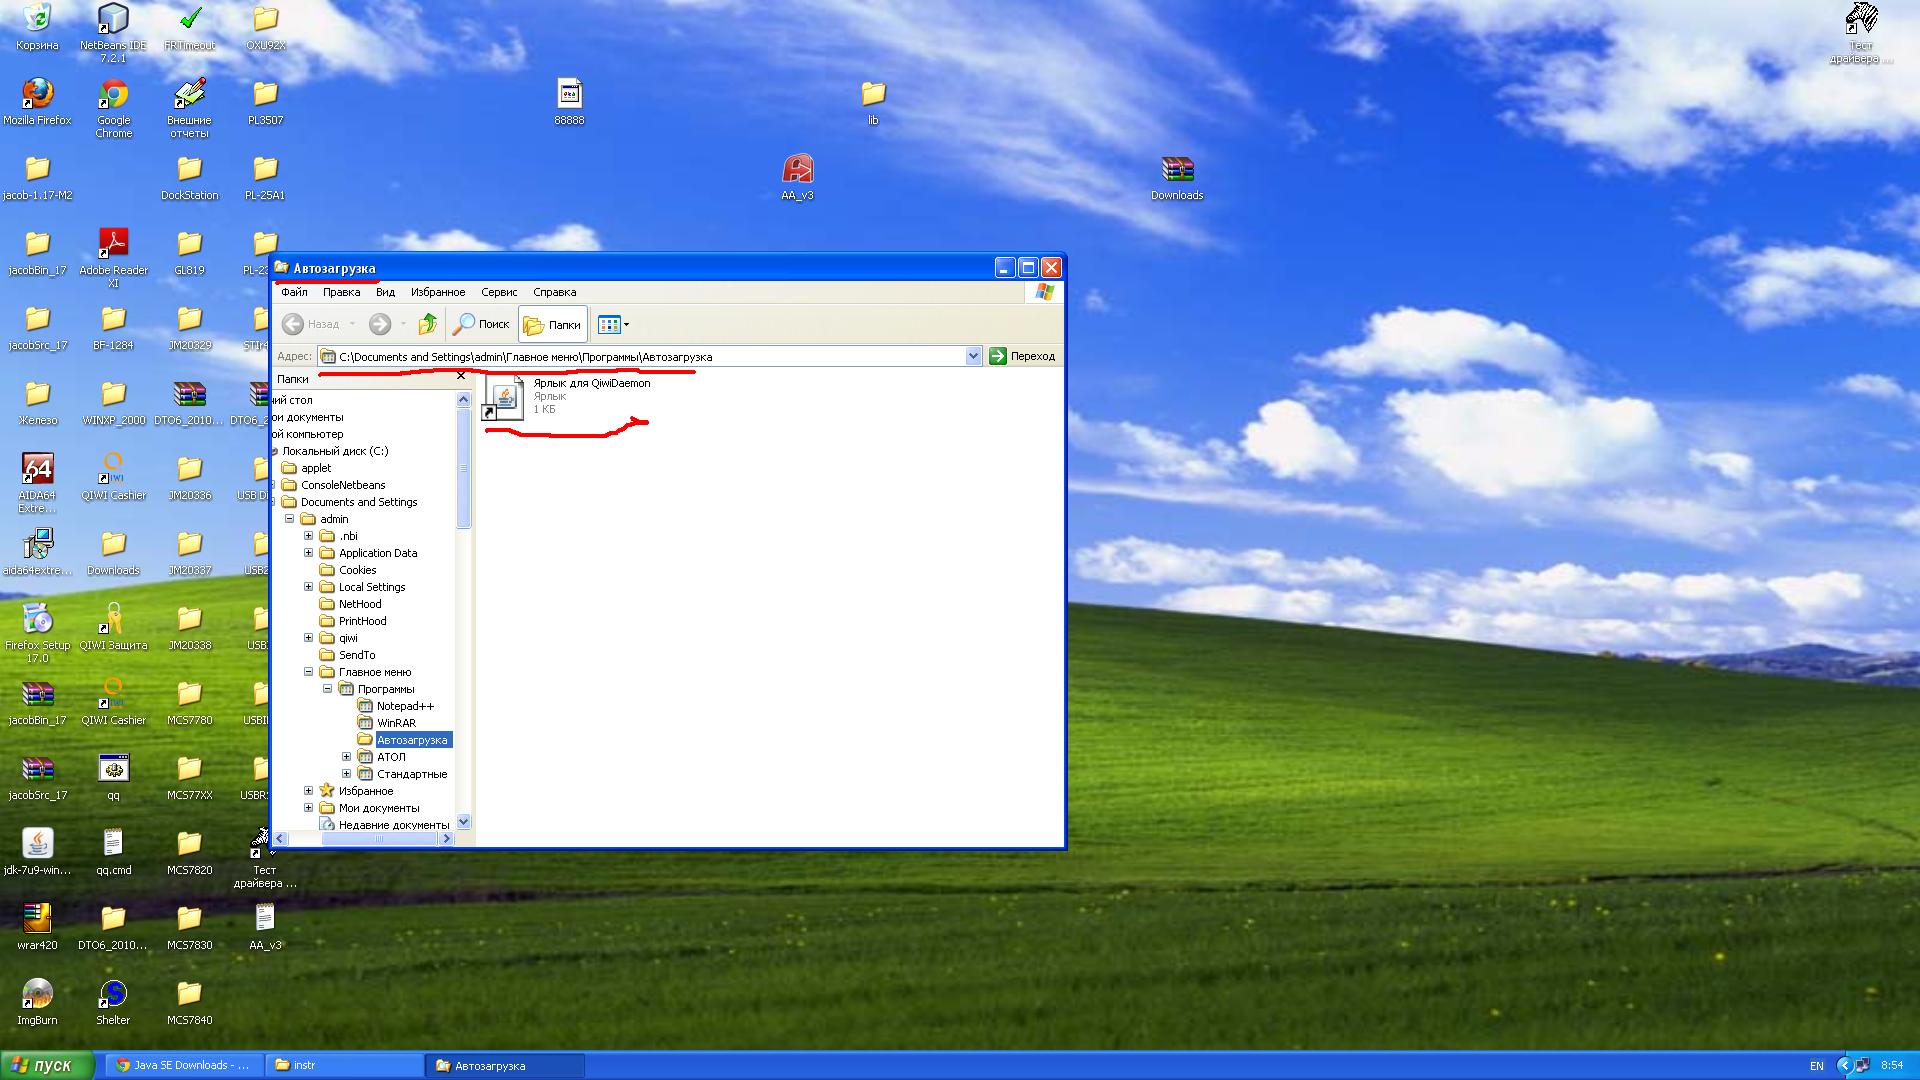 Корзина
NetBeans IDE
7.2.1
FRTimeout
OXU92X
Тест
драйвера ...
Mozilla Firefox
Google
Chrome
Внешние
отчеты
PL3507
88888
lib
jacob-1.17-M2
DockStation
PL-25A1
AA_v3
Downloads
jacobBin_17
Adobe Reader
XI
GL819
PL-2
jacobSrc_17
BF-1284
JM20329
STIr4
Железо
WINXP_2000
DTO6_2010...
DTO6_2
AIDA64
Extre...
QIWI Cashier
JM20336
USB D
aida64extre...
Downloads
JM20337
USB2
Firefox Setup
17.0
QIWI Защита
JM20338
USB
jacobBin_17
QIWI Cashier
MCS7780
USB
jacobSrc_17
qq
MCS77XX
USBR
jdk-7u9-win...
qq.cmd
MCS7820
Тест
драйвера ...
wrar420
DTO6_2010...
MCS7830
AA_v3
ImgBurn
Shelter
MCS7840
Автозагрузка
Файл Правка Вид Избранное Сервис Справка
Назад Поиск Папки
Адрес: C:\Documents and Settings\admin\Главное меню\Программы\Автозагрузка Переход
Папки
ний стол
ои документы
ой компьютер
Локальный диск (C:)
applet
ConsoleNetbeans
Documents and Settings
admin
.nbi
Application Data
Cookies
Local Settings
NetHood
PrintHood
qiwi
SendTo
Главное меню
Программы
Notepad++
WinRAR
Автозагрузка
АТОЛ
Стандартные
Избранное
Мои документы
Недавние документы
Ярлык для QiwiDaemon
Ярлык
1 КБ
пуск
Java SE Downloads - ...
instr
Автозагрузка
EN
8:54